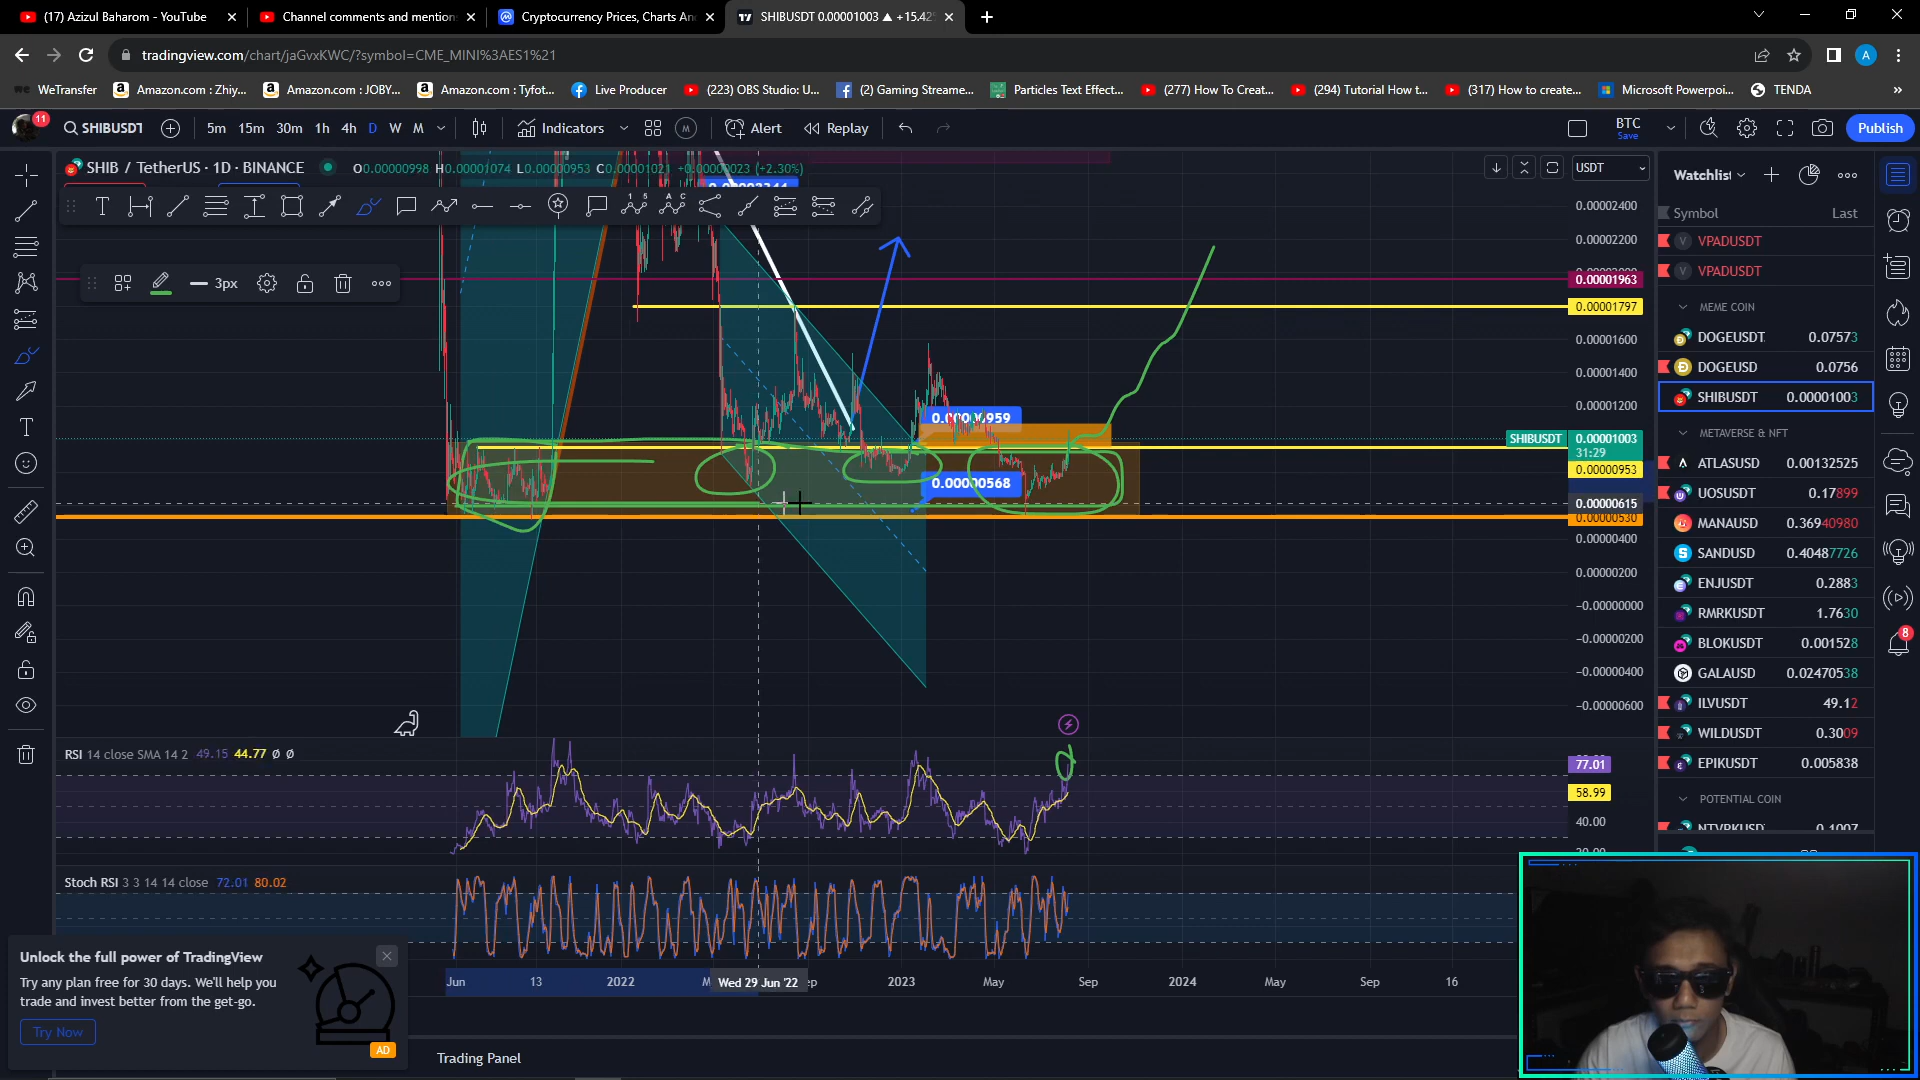 (17) Azizul Baharom - YouTube
Channel comments and mention
Cryptocurrency Prices, Charts An
SHIBUSDT 0.00001003 ▲ +15.42
tradingview.com/chart/jaGvxKWC/?symbol=CME_MINI%3AES1%21
A
WeTransfer
Amazon.com : Zhiy...
Amazon.com : JOBY...
Amazon.com : Tyfot...
Live Producer
(223) OBS Studio: U...
(2) Gaming Streame...
Particles Text Effect...
(277) How To Creat...
(294) Tutorial How t...
(317) How to create...
Microsoft Powerpoi...
TENDA
»
11
SHIBUSDT
5m 15m 30m 1h 4h D W M
Indicators
M
Alert
Replay
BTC
Save
Publish
SHIB / TetherUS · 1D · BINANCE
O0.00000998 H0.00001074 L0.00000953 C0.00001021 +0.00000023 (+2.30%)
USDT
3px
0.00002400
0.00002200
0.00001963
0.00001797
0.00001600
0.00001400
0.00001200
SHIBUSDT 0.00001003
31:29
0.00000953
0.00000615
0.00000530
0.00000400
0.00000200
−0.00000000
−0.00000200
−0.00000400
−0.00000600
0.00000959
0.00000568
RSI 14 close SMA 14 2 49.15 44.77 Ø Ø
77.01
58.99
40.00
Stoch RSI 3 3 14 14 close 72.01 80.02
Jun 13 2022 Wed 29 Jun '22 2023 May Sep 2024 May Sep 16
Unlock the full power of TradingView
Try any plan free for 30 days. We'll help you
trade and invest better from the get-go.
Try Now
AD
Trading Panel
Watchlist
Symbol Last
VPADUSDT
VPADUSDT
MEME COIN
DOGEUSDT 0.07573
DOGEUSD 0.0756
SHIBUSDT 0.00001003
METAVERSE & NFT
ATLASUSD 0.00132525
UOSUSDT 0.17899
MANAUSD 0.36940980
SANDUSD 0.40487726
ENJUSDT 0.2883
RMRKUSDT 1.7630
BLOKUSDT 0.001528
GALAUSD 0.02470538
ILVUSDT 49.12
WILDUSDT 0.3009
EPIKUSDT 0.005838
POTENTIAL COIN
8